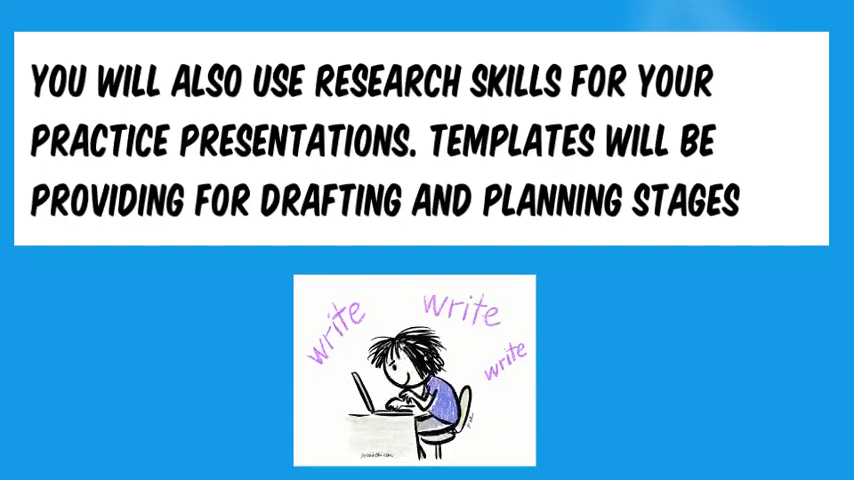 YOU WILL ALSO USE RESEARCH SKILLS FOR YOUR
PRACTICE PRESENTATIONS. TEMPLATES WILL BE
PROVIDING FOR DRAFTING AND PLANNING STAGES
write write
write